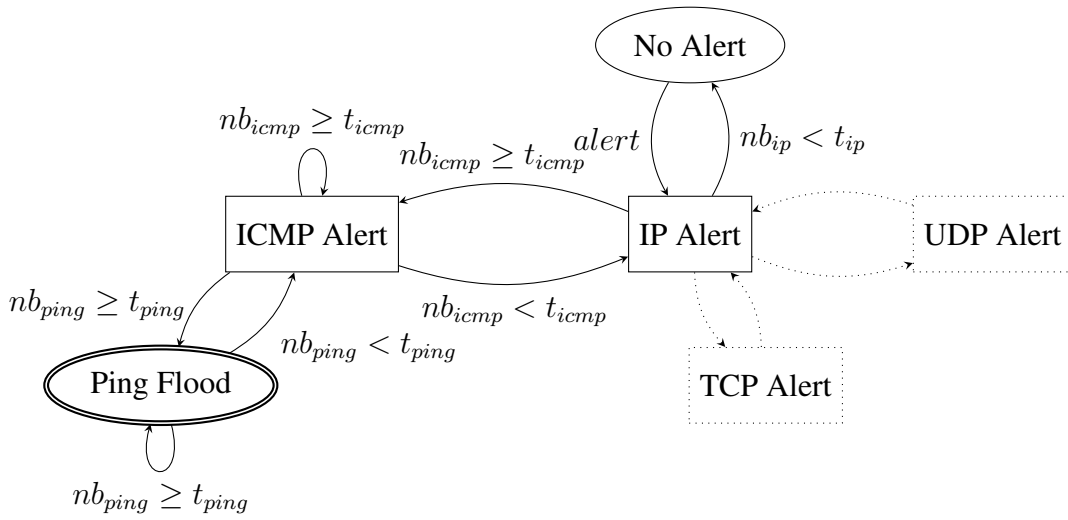 No Alert
nb_{icmp} ≥ t_{icmp}
alert
nb_{ip} < t_{ip}
nb_{icmp} ≥ t_{icmp}
ICMP Alert
IP Alert
UDP Alert
nb_{ping} ≥ t_{ping}
nb_{icmp} < t_{icmp}
nb_{ping} < t_{ping}
Ping Flood
TCP Alert
nb_{ping} ≥ t_{ping}